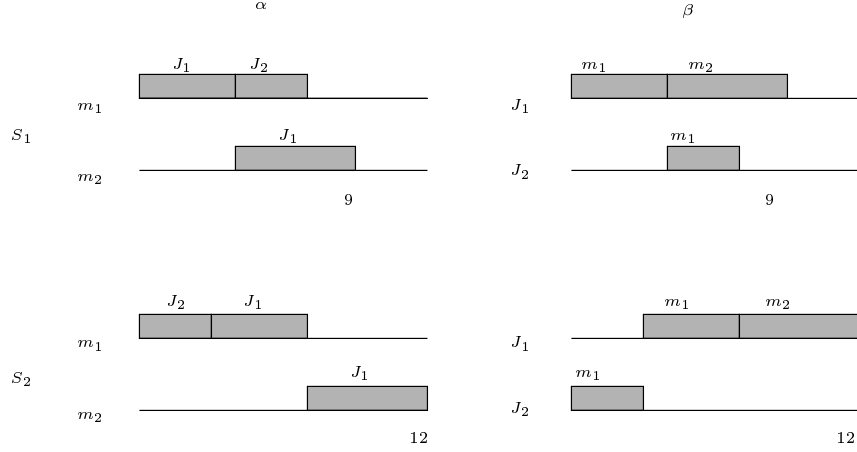 α β
J₁ J₂ m₁ m₂
m₁ J₁
S₁ J₁ m₁
m₂ J₂
9 9
J₂ J₁ m₁ m₂
m₁ J₁
S₂ J₁ m₁
m₂ J₂
12 12